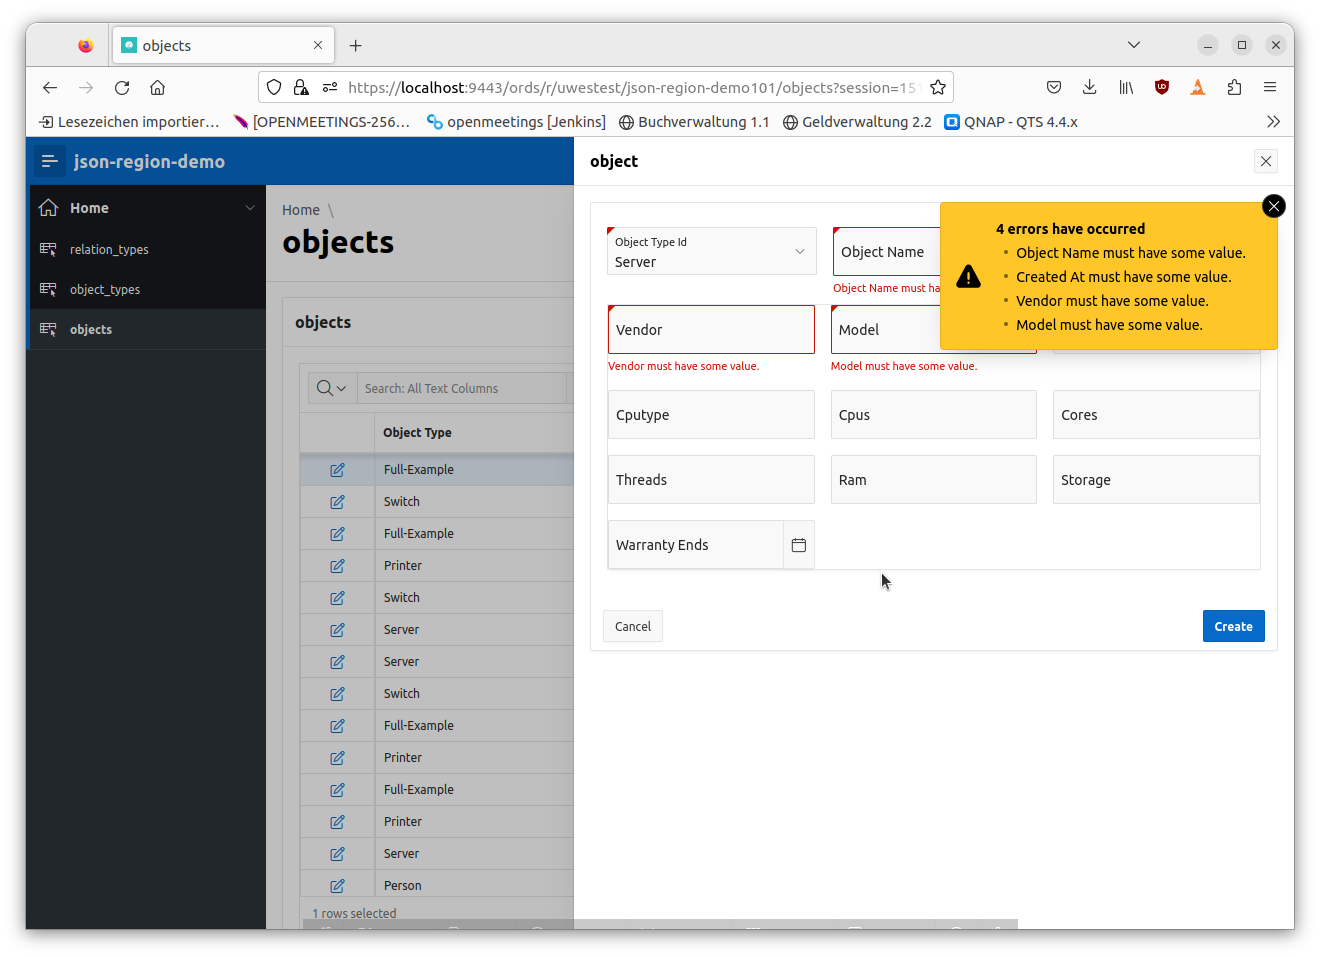 objects
https://localhost:9443/ords/r/uwestest/json-region-demo101/objects?session=151
Lesezeichen importier…
[OPENMEETINGS-256…
openmeetings [Jenkins]
Buchverwaltung 1.1
Geldverwaltung 2.2
QNAP - QTS 4.4.x
json-region-demo
Home
relation_types
object_types
objects
Home \
objects
objects
Search: All Text Columns
Object Type
Full-Example
Switch
Full-Example
Printer
Switch
Server
Server
Switch
Full-Example
Printer
Full-Example
Printer
Server
Person
1 rows selected
object
Object Type Id
Server
Object Name
Object Name must ha
4 errors have occurred
Object Name must have some value.
Created At must have some value.
Vendor must have some value.
Model must have some value.
Vendor
Model
Vendor must have some value.
Model must have some value.
Cputype
Cpus
Cores
Threads
Ram
Storage
Warranty Ends
Cancel
Create